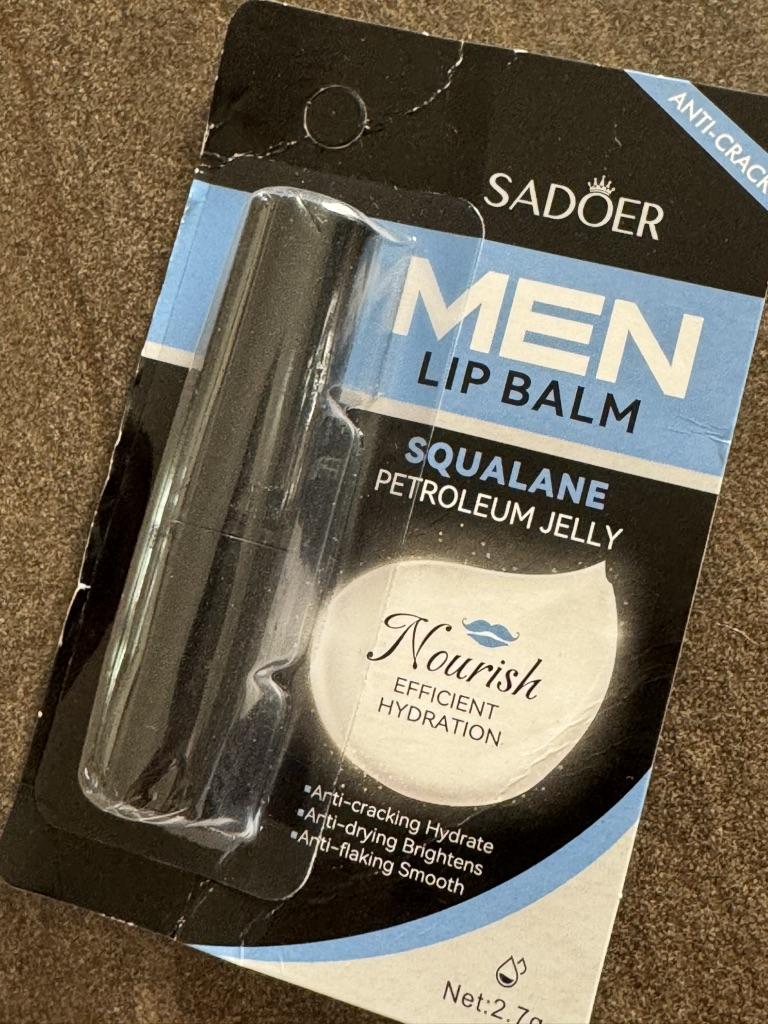 ANTI-CRACK
SADOER
MEN
LIP BALM
SQUALANE
PETROLEUM JELLY
Nourish
EFFICIENT
HYDRATION
▪Anti-cracking Hydrate
▪Anti-drying Brightens
▪Anti-flaking Smooth
Net:2.7g